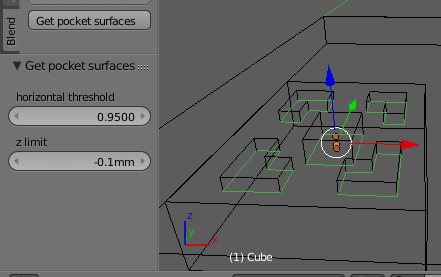 Blend
Get pocket surfaces
Get pocket surfaces
horizontal threshold
0.9500
z limit
-0.1mm
z
y
x
(1) Cube